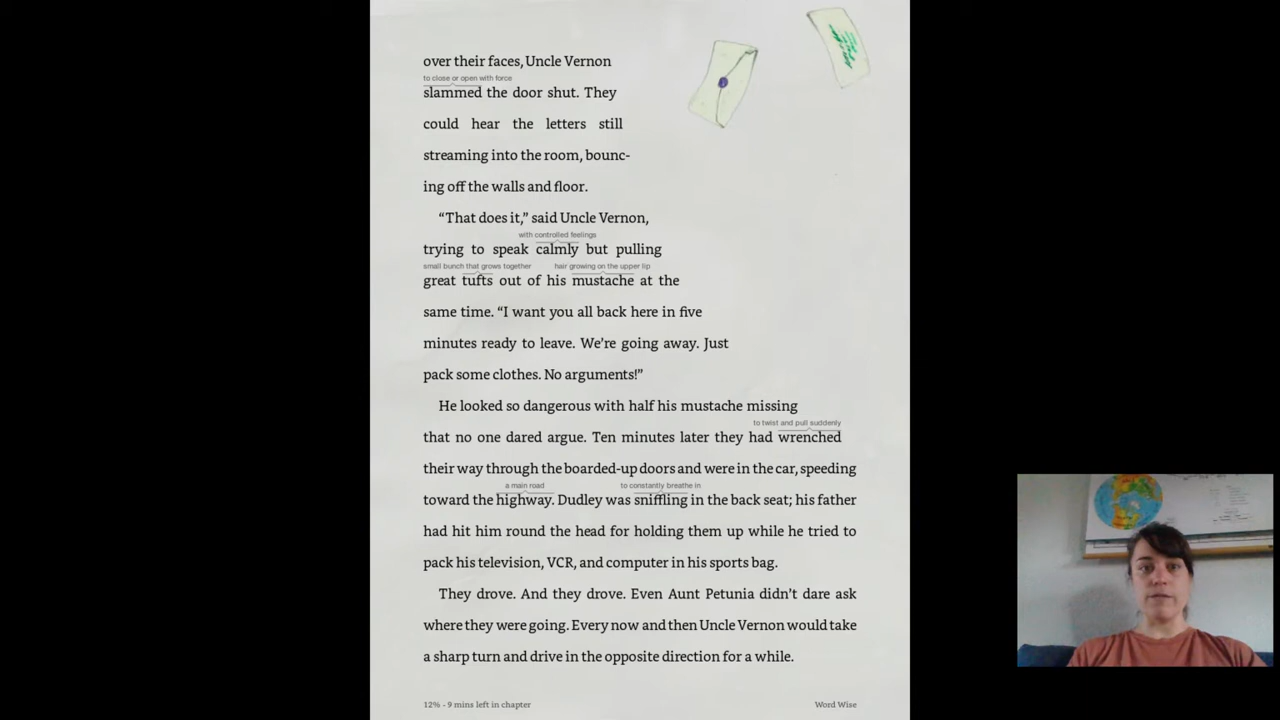 over their faces, Uncle Vernon
to close or open with force
slammed the door shut. They
could hear the letters still
streaming into the room, bounc-
ing off the walls and floor.
“That does it,” said Uncle Vernon,
with controlled feelings
trying to speak calmly but pulling
small bunch that grows together hair growing on the upper lip
great tufts out of his mustache at the
same time. “I want you all back here in five
minutes ready to leave. We’re going away. Just
pack some clothes. No arguments!”
He looked so dangerous with half his mustache missing
to twist and pull suddenly
that no one dared argue. Ten minutes later they had wrenched
their way through the boarded-up doors and were in the car, speeding
a main road to constantly breathe in
toward the highway. Dudley was sniffling in the back seat; his father
had hit him round the head for holding them up while he tried to
pack his television, VCR, and computer in his sports bag.
They drove. And they drove. Even Aunt Petunia didn’t dare ask
where they were going. Every now and then Uncle Vernon would take
a sharp turn and drive in the opposite direction for a while.
12% - 9 mins left in chapter Word Wise